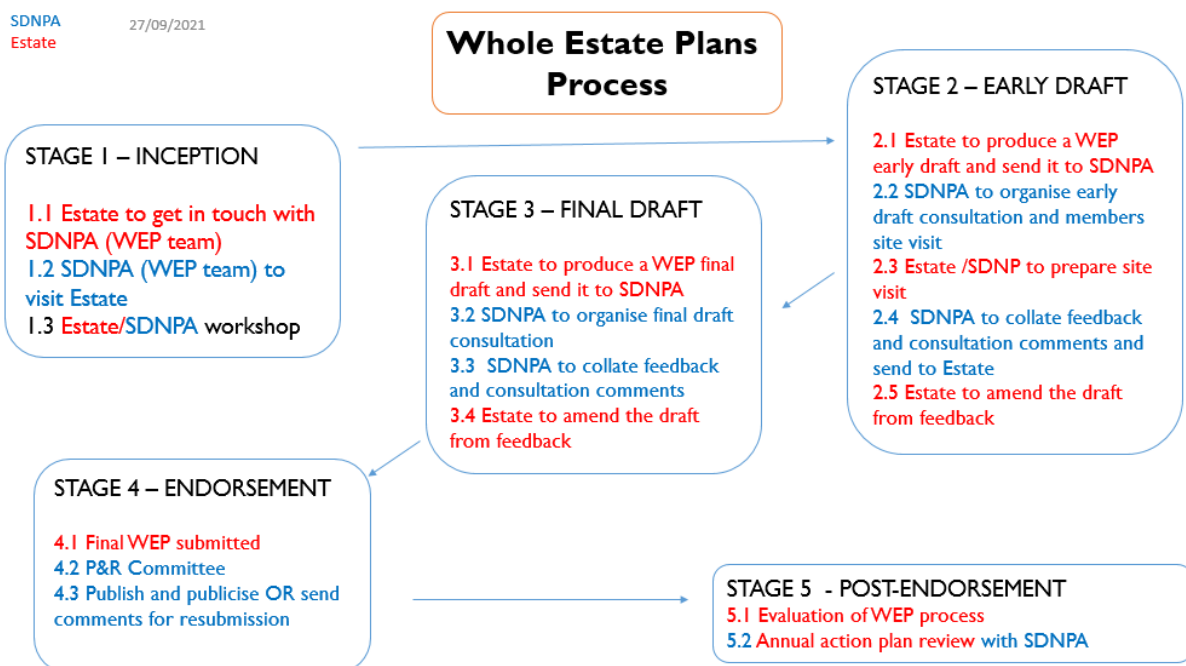 SDNPA
Estate
27/09/2021
Whole Estate Plans
Process
STAGE 1 – INCEPTION
1.1 Estate to get in touch with
SDNPA (WEP team)
1.2 SDNPA (WEP team) to
visit Estate
1.3 Estate/SDNPA workshop
STAGE 2 – EARLY DRAFT
2.1 Estate to produce a WEP
early draft and send it to SDNPA
2.2 SDNPA to organise early
draft consultation and members
site visit
2.3 Estate /SDNP to prepare site
visit
2.4 SDNPA to collate feedback
and consultation comments and
send to Estate
2.5 Estate to amend the draft
from feedback
STAGE 3 – FINAL DRAFT
3.1 Estate to produce a WEP final
draft and send it to SDNPA
3.2 SDNPA to organise final draft
consultation
3.3 SDNPA to collate feedback
and consultation comments
3.4 Estate to amend the draft
from feedback
STAGE 4 – ENDORSEMENT
4.1 Final WEP submitted
4.2 P&R Committee
4.3 Publish and publicise OR send
comments for resubmission
STAGE 5 - POST-ENDORSEMENT
5.1 Evaluation of WEP process
5.2 Annual action plan review with SDNPA